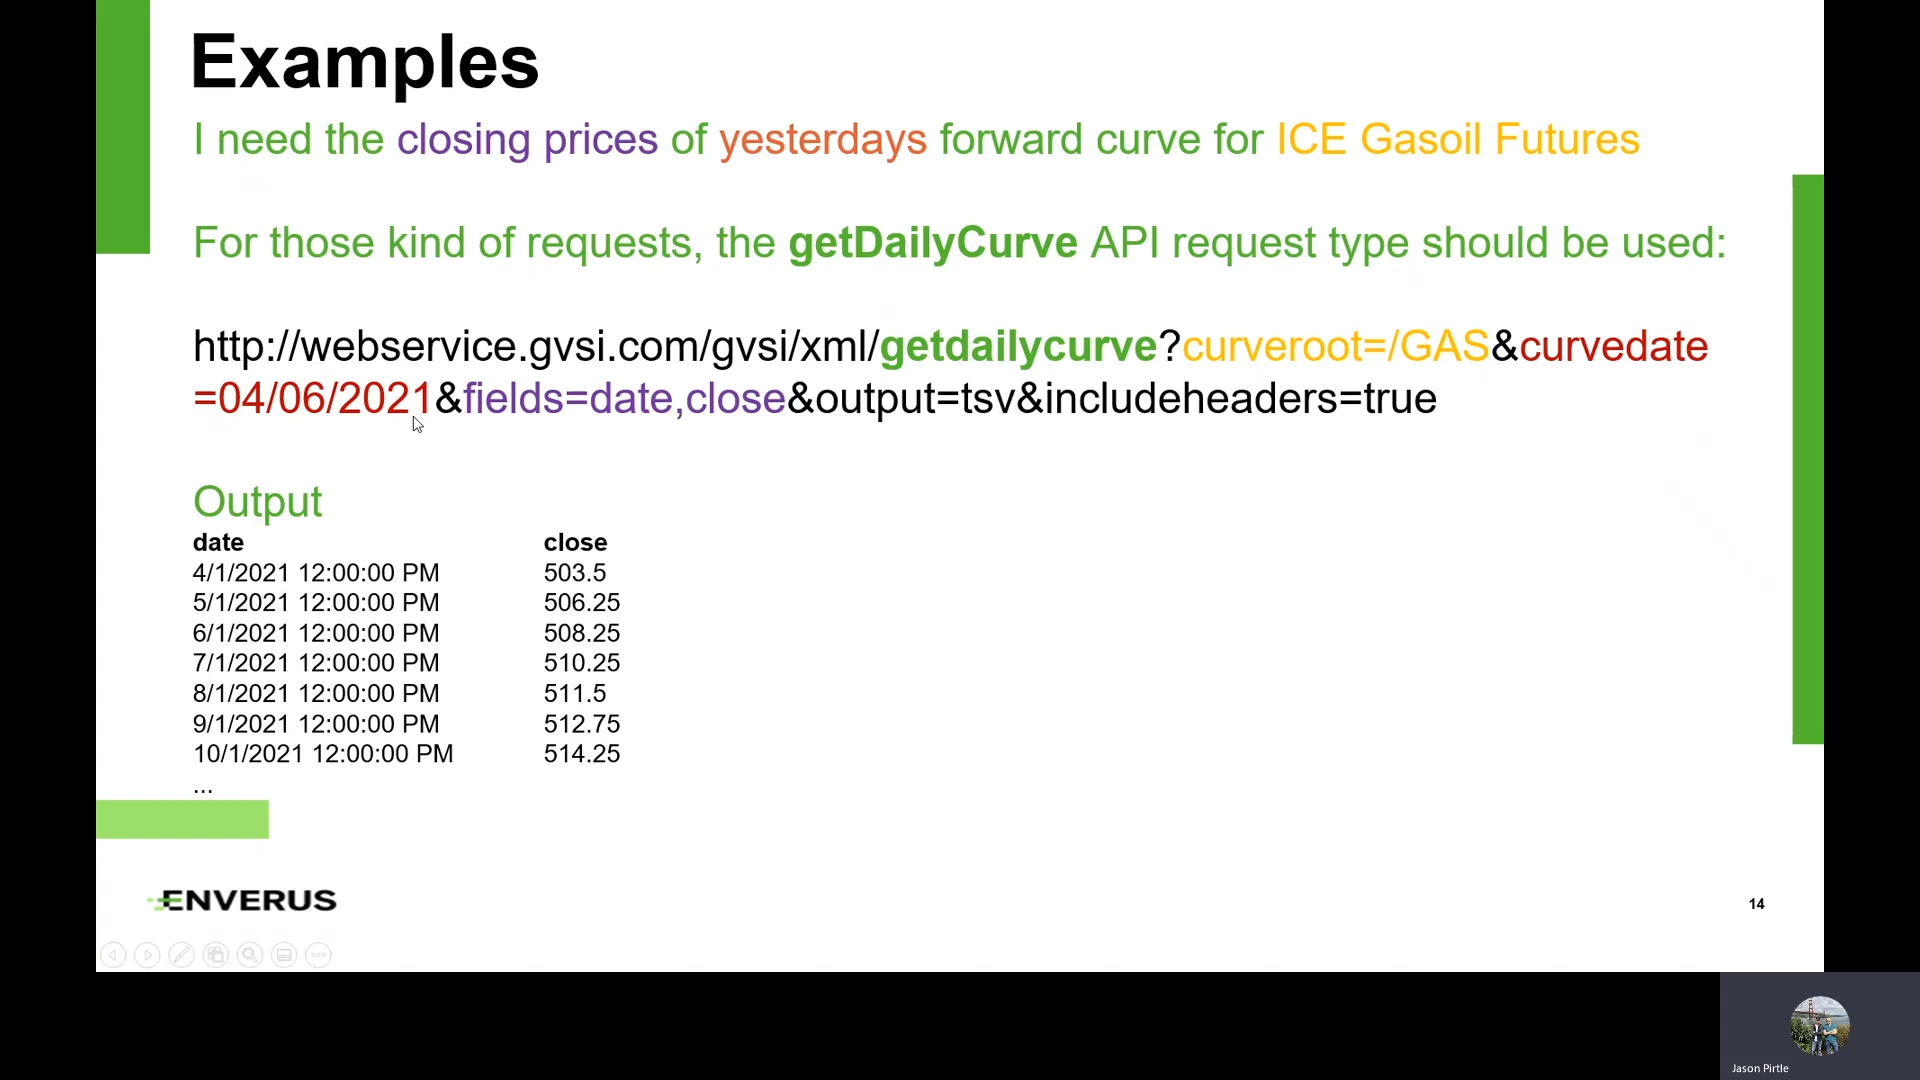 Examples
I need the closing prices of yesterdays forward curve for ICE Gasoil Futures
For those kind of requests, the getDailyCurve API request type should be used:
http://webservice.gvsi.com/gvsi/xml/getdailycurve?curveroot=/GAS&curvedate
=04/06/2021&fields=date,close&output=tsv&includeheaders=true
Output
date close
4/1/2021 12:00:00 PM 503.5
5/1/2021 12:00:00 PM 506.25
6/1/2021 12:00:00 PM 508.25
7/1/2021 12:00:00 PM 510.25
8/1/2021 12:00:00 PM 511.5
9/1/2021 12:00:00 PM 512.75
10/1/2021 12:00:00 PM 514.25
...
ENVERUS
14
Jason Pirtle